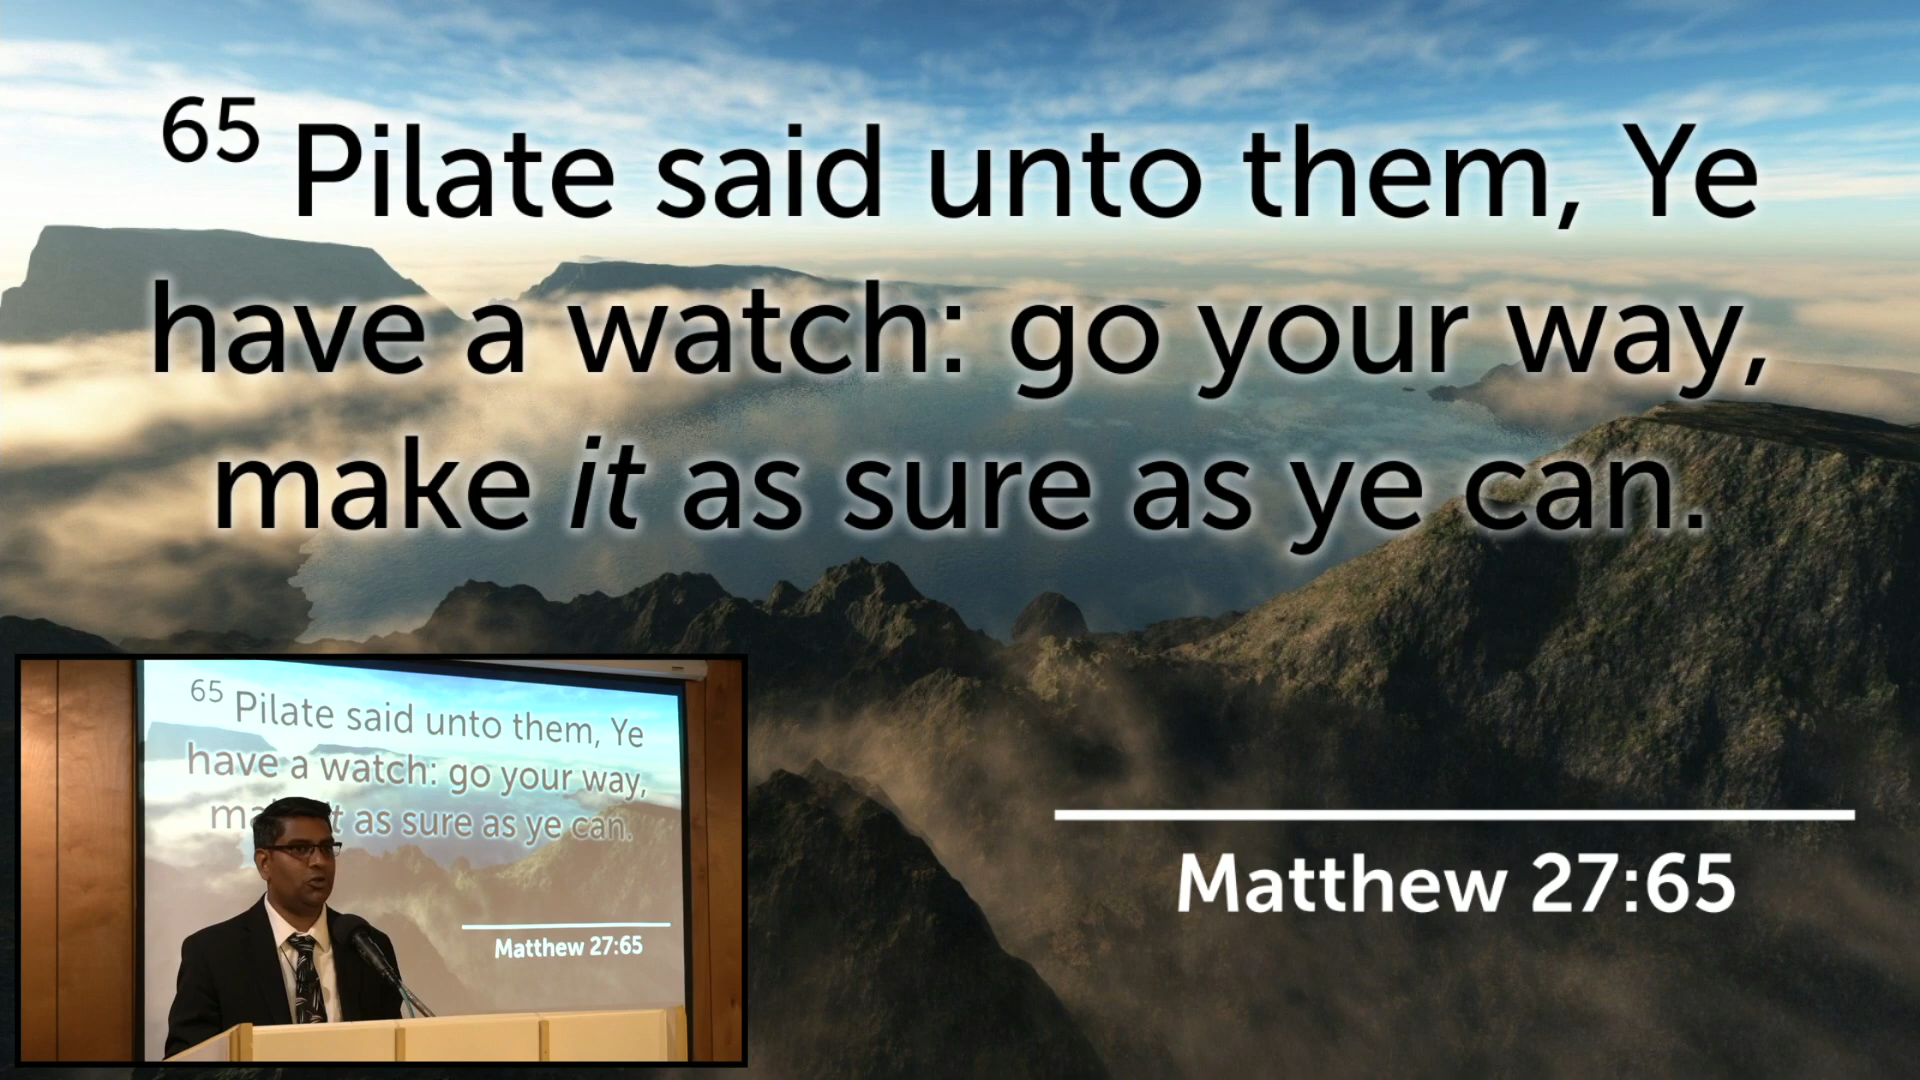 65 Pilate said unto them, Ye
have a watch: go your way,
make it as sure as ye can.
Matthew 27:65
65 Pilate said unto them, Ye
have a watch: go your way,
as sure as ye can.
Matthew 27:65